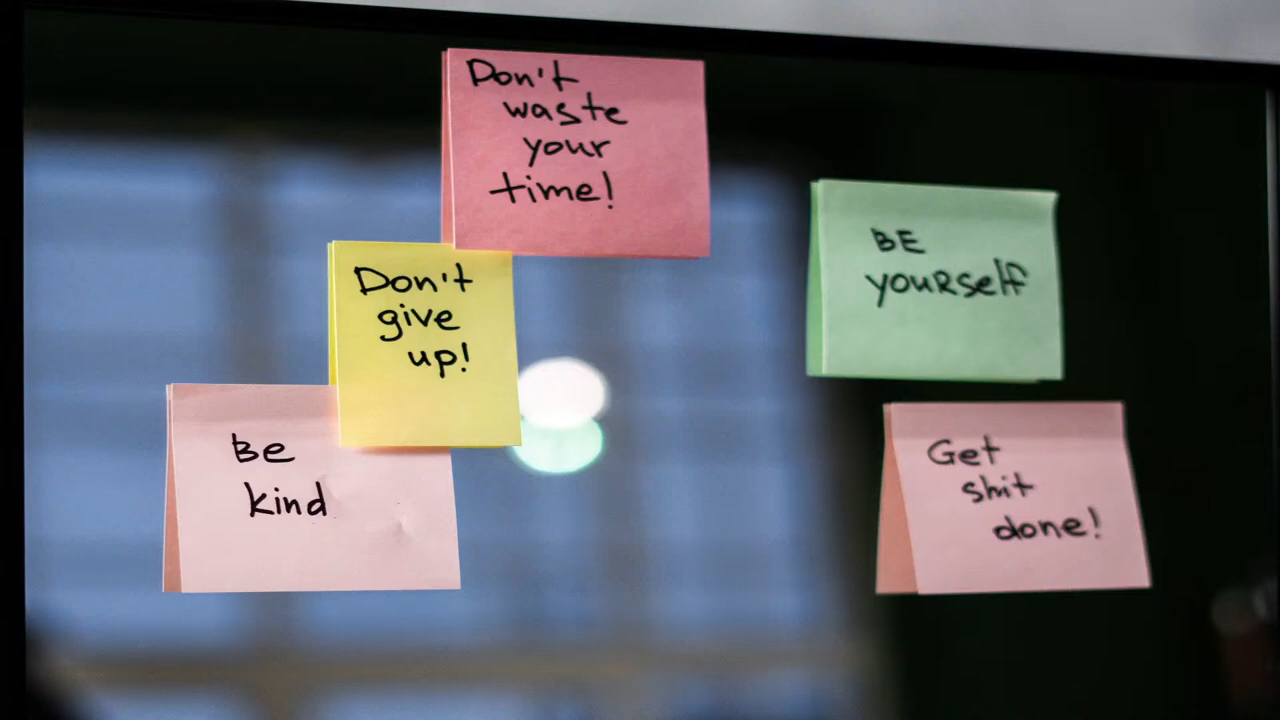 Don't
waste
your
time!
Don't
give
up!
Be
kind
BE
youRself
Get
shit
done!